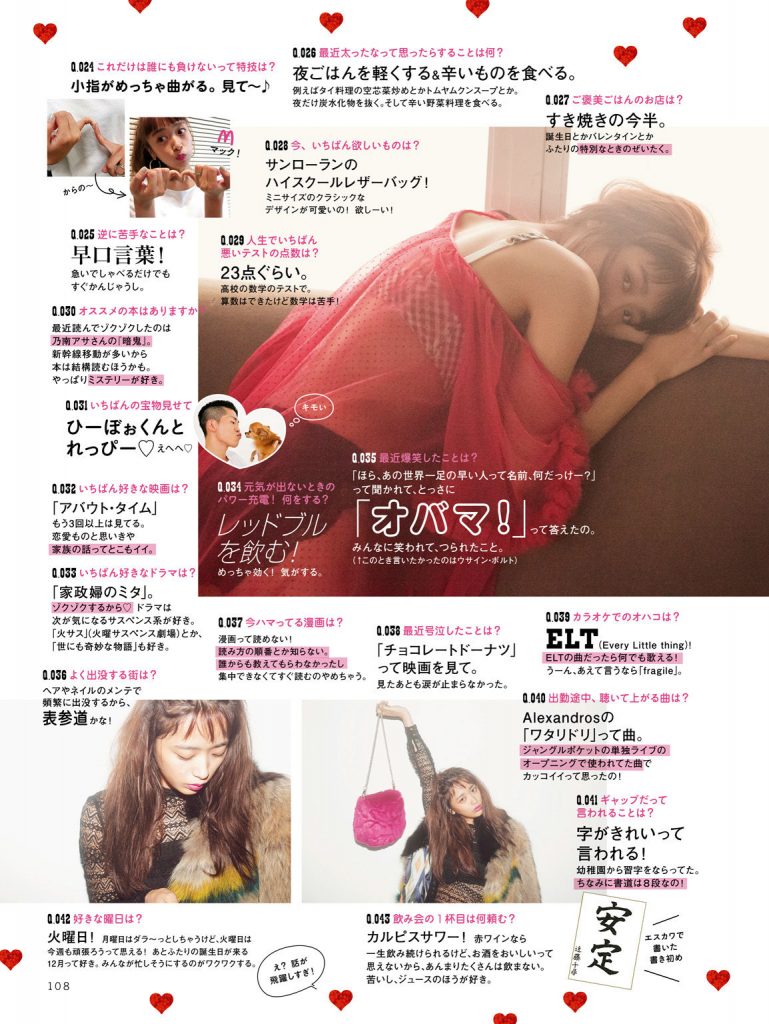 Q.024 これだけは誰にも負けないって特技は?
小指がめっちゃ曲がる。見て〜♪
からの〜
マック!
Q.025 逆に苦手なことは?
早口言葉!
急いでしゃべるだけでも
すぐかんじゃうし。
Q.026 最近太ったなって思ったらすることは何?
夜ごはんを軽くする&辛いものを食べる。
例えばタイ料理の空芯菜炒めとかトムヤムクンスープとか。
夜だけ炭水化物を抜く。そして辛い野菜料理を食べる。
Q.027 ご褒美ごはんのお店は?
すき焼きの今半。
誕生日とかバレンタインとか
ふたりの特別なときのぜいたく。
Q.028 今、いちばん欲しいものは?
サンローランの
ハイスクールレザーバッグ!
ミニサイズのクラシックな
デザインが可愛いの! 欲しーい!
Q.029 人生でいちばん
悪いテストの点数は?
23点ぐらい。
高校の数学のテストで。
算数はできたけど数学は苦手!
Q.030 オススメの本はありますか
最近読んでゾクゾクしたのは
乃南アサさんの『暗鬼』。
新幹線移動が多いから
本は結構読むほうかも。
やっぱりミステリーが好き。
Q.031 いちばんの宝物見せて
ひーぼぉくんと
れっぴー♡ えへへ♡
キモい
Q.032 いちばん好きな映画は?
「アバウト・タイム」
もう3回以上は見てる。
恋愛ものと思いきや
家族の話ってとこもイイ。
Q.033 いちばん好きなドラマは?
「家政婦のミタ」。
ゾクゾクするから♡ ドラマは
次が気になるサスペンス系が好き。
「火サス」(火曜サスペンス劇場)とか、
「世にも奇妙な物語」も好き。
Q.034 元気が出ないときの
パワー充電! 何をする?
レッドブル
を飲む!
めっちゃ効く! 気がする。
Q.035 最近爆笑したことは?
「ほら、あの世界一足の早い人って名前、何だっけー?」
って聞かれて、とっさに
「オバマ!」って答えたの。
みんなに笑われて、つられたこと。
(↑このとき言いたかったのはウサイン・ボルト)
Q.036 よく出没する街は?
ヘアやネイルのメンテで
頻繁に出没するから、
表参道かな!
Q.037 今ハマってる漫画は?
漫画って読めない!
読み方の順番とか知らない。
誰からも教えてもらわなかったし
集中できなくてすぐ読むのやめちゃう。
Q.038 最近号泣したことは?
「チョコレートドーナツ」
って映画を見て。
見たあとも涙が止まらなかった。
Q.039 カラオケでのオハコは?
ELT(Every Little thing)!
ELTの曲だったら何でも歌える!
うーん、あえて言うなら「fragile」。
Q.040 出勤途中、聴いて上がる曲は?
Alexandrosの
「ワタリドリ」って曲。
ジャングルポケットの単独ライブの
オープニングで使われてた曲で
カッコイイって思ったの!
Q.041 ギャップだって
言われることは?
字がきれいって
言われる!
幼稚園から習字をならってた。
ちなみに書道は8段なの!
安定
近藤千尋
エスカワで
書いた
書き初め
Q.042 好きな曜日は?
火曜日! 月曜日はダラ〜っとしちゃうけど、火曜日は
今週も頑張ろうって思える! あとふたりの誕生日が来る
12月って好き。みんなが忙しそうにするのがワクワクする。
え? 話が
飛躍しすぎ!
Q.043 飲み会の1杯目は何頼む?
カルピスサワー! 赤ワインなら
一生飲み続けられるけど、お酒をおいしいって
思えないから、あんまりたくさんは飲まない。
苦いし、ジュースのほうが好き。
108